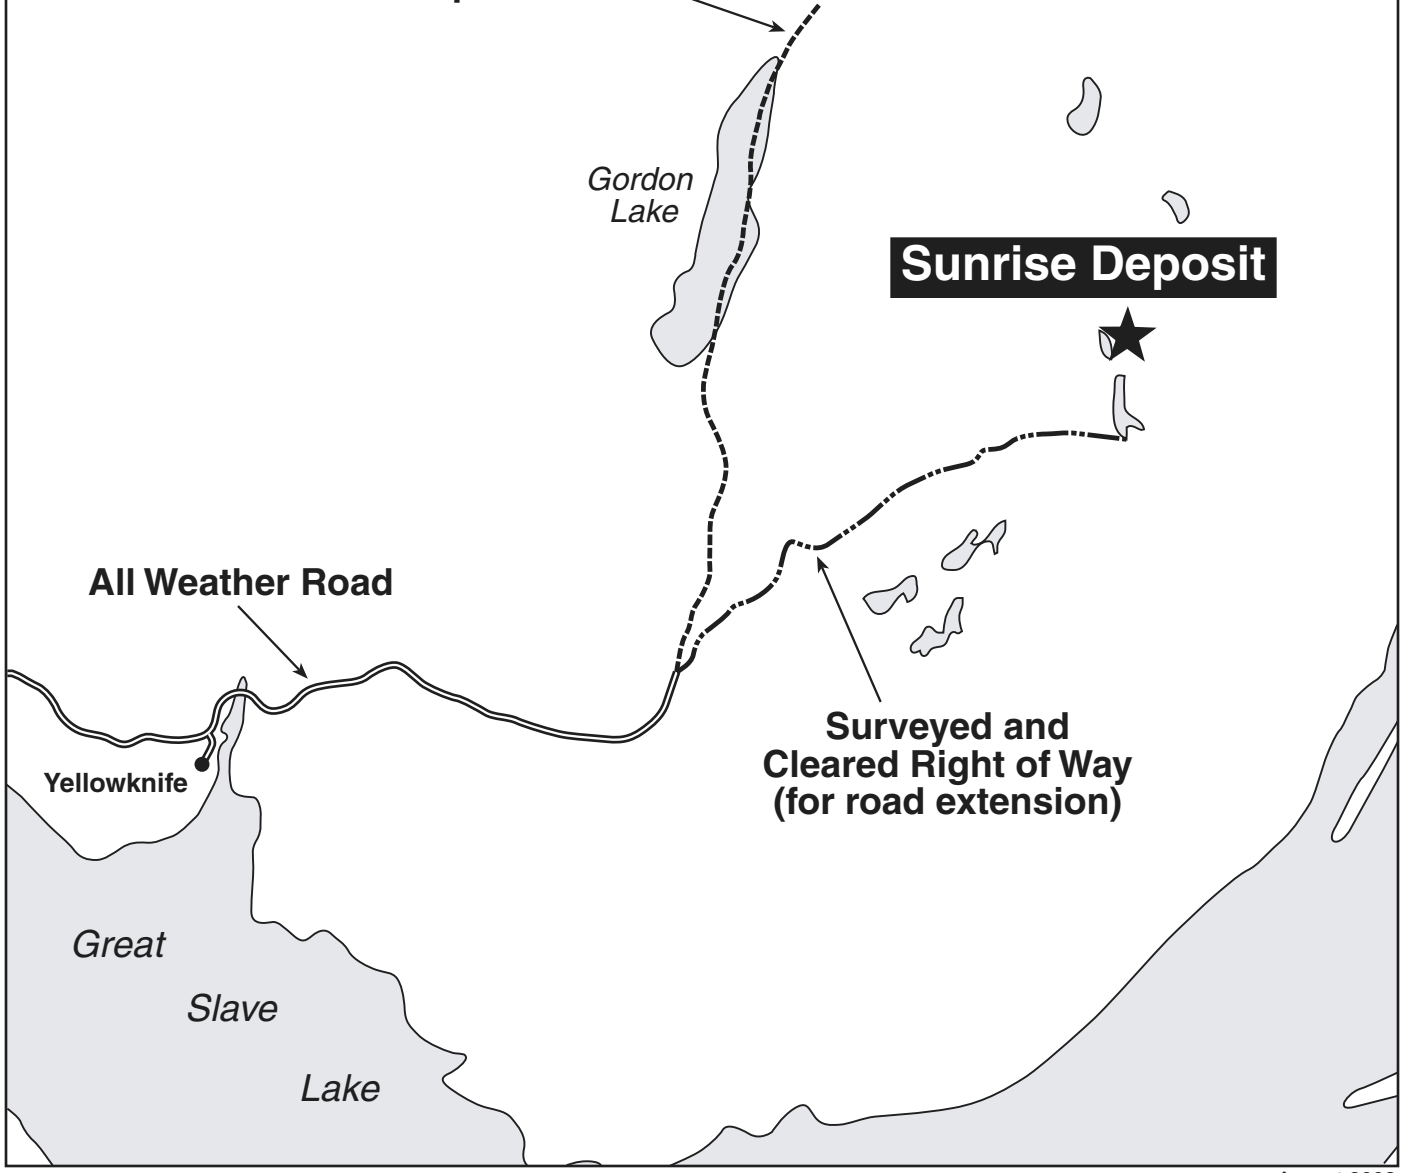 Gordon
Lake
Sunrise Deposit
All Weather Road
Surveyed and
Cleared Right of Way
(for road extension)
Yellowknife
Great
Slave
Lake